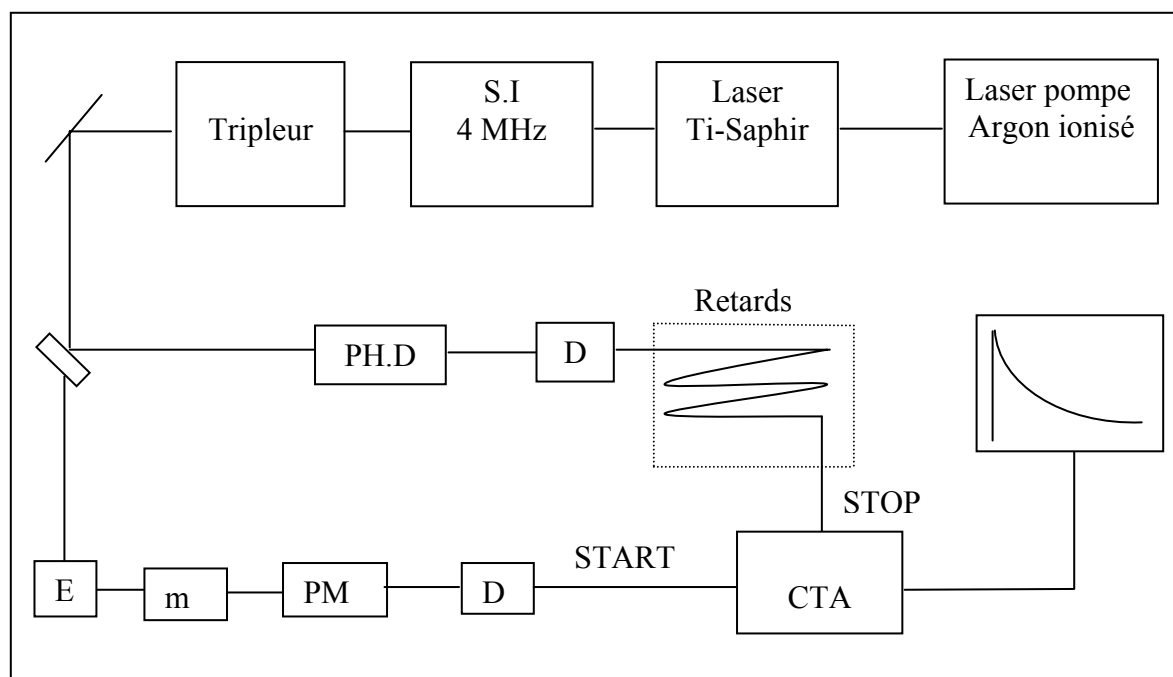 Tripleur
S.I
4 MHz
Laser
Ti-Saphir
Laser pompe
Argon ionisé
Retards
PH.D
D
STOP
START
E
m
PM
D
CTA